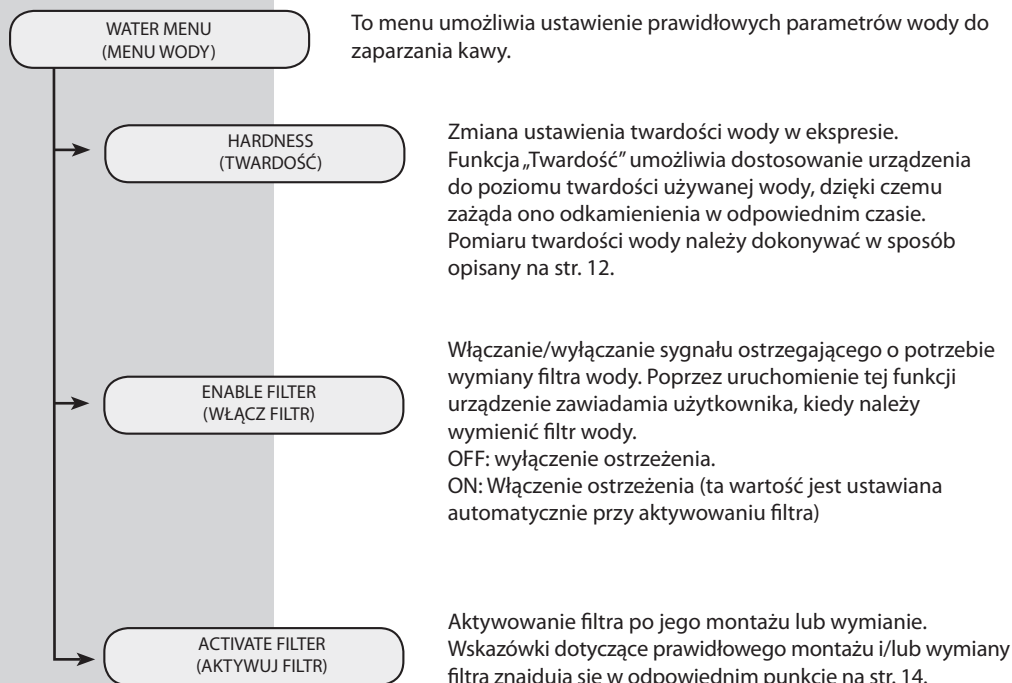 WATER MENU
(MENU WODY)
To menu umożliwia ustawienie prawidłowych parametrów wody do
zaparzania kawy.
HARDNESS
(TWARDOŚĆ)
Zmiana ustawienia twardości wody w ekspresie.
Funkcja „Twardość” umożliwia dostosowanie urządzenia
do poziomu twardości używanej wody, dzięki czemu
zażąda ono odkamienienia w odpowiednim czasie.
Pomiaru twardości wody należy dokonywać w sposób
opisany na str. 12.
ENABLE FILTER
(WŁĄCZ FILTR)
Włączanie/wyłączanie sygnału ostrzegającego o potrzebie
wymiany filtra wody. Poprzez uruchomienie tej funkcji
urządzenie zawiadamia użytkownika, kiedy należy
wymienić filtr wody.
OFF: wyłączenie ostrzeżenia.
ON: Włączenie ostrzeżenia (ta wartość jest ustawiana
automatycznie przy aktywowaniu filtra)
ACTIVATE FILTER
(AKTYWUJ FILTR)
Aktywowanie filtra po jego montażu lub wymianie.
Wskazówki dotyczące prawidłowego montażu i/lub wymiany
filtra znajdują się w odpowiednim punkcie na str. 14.